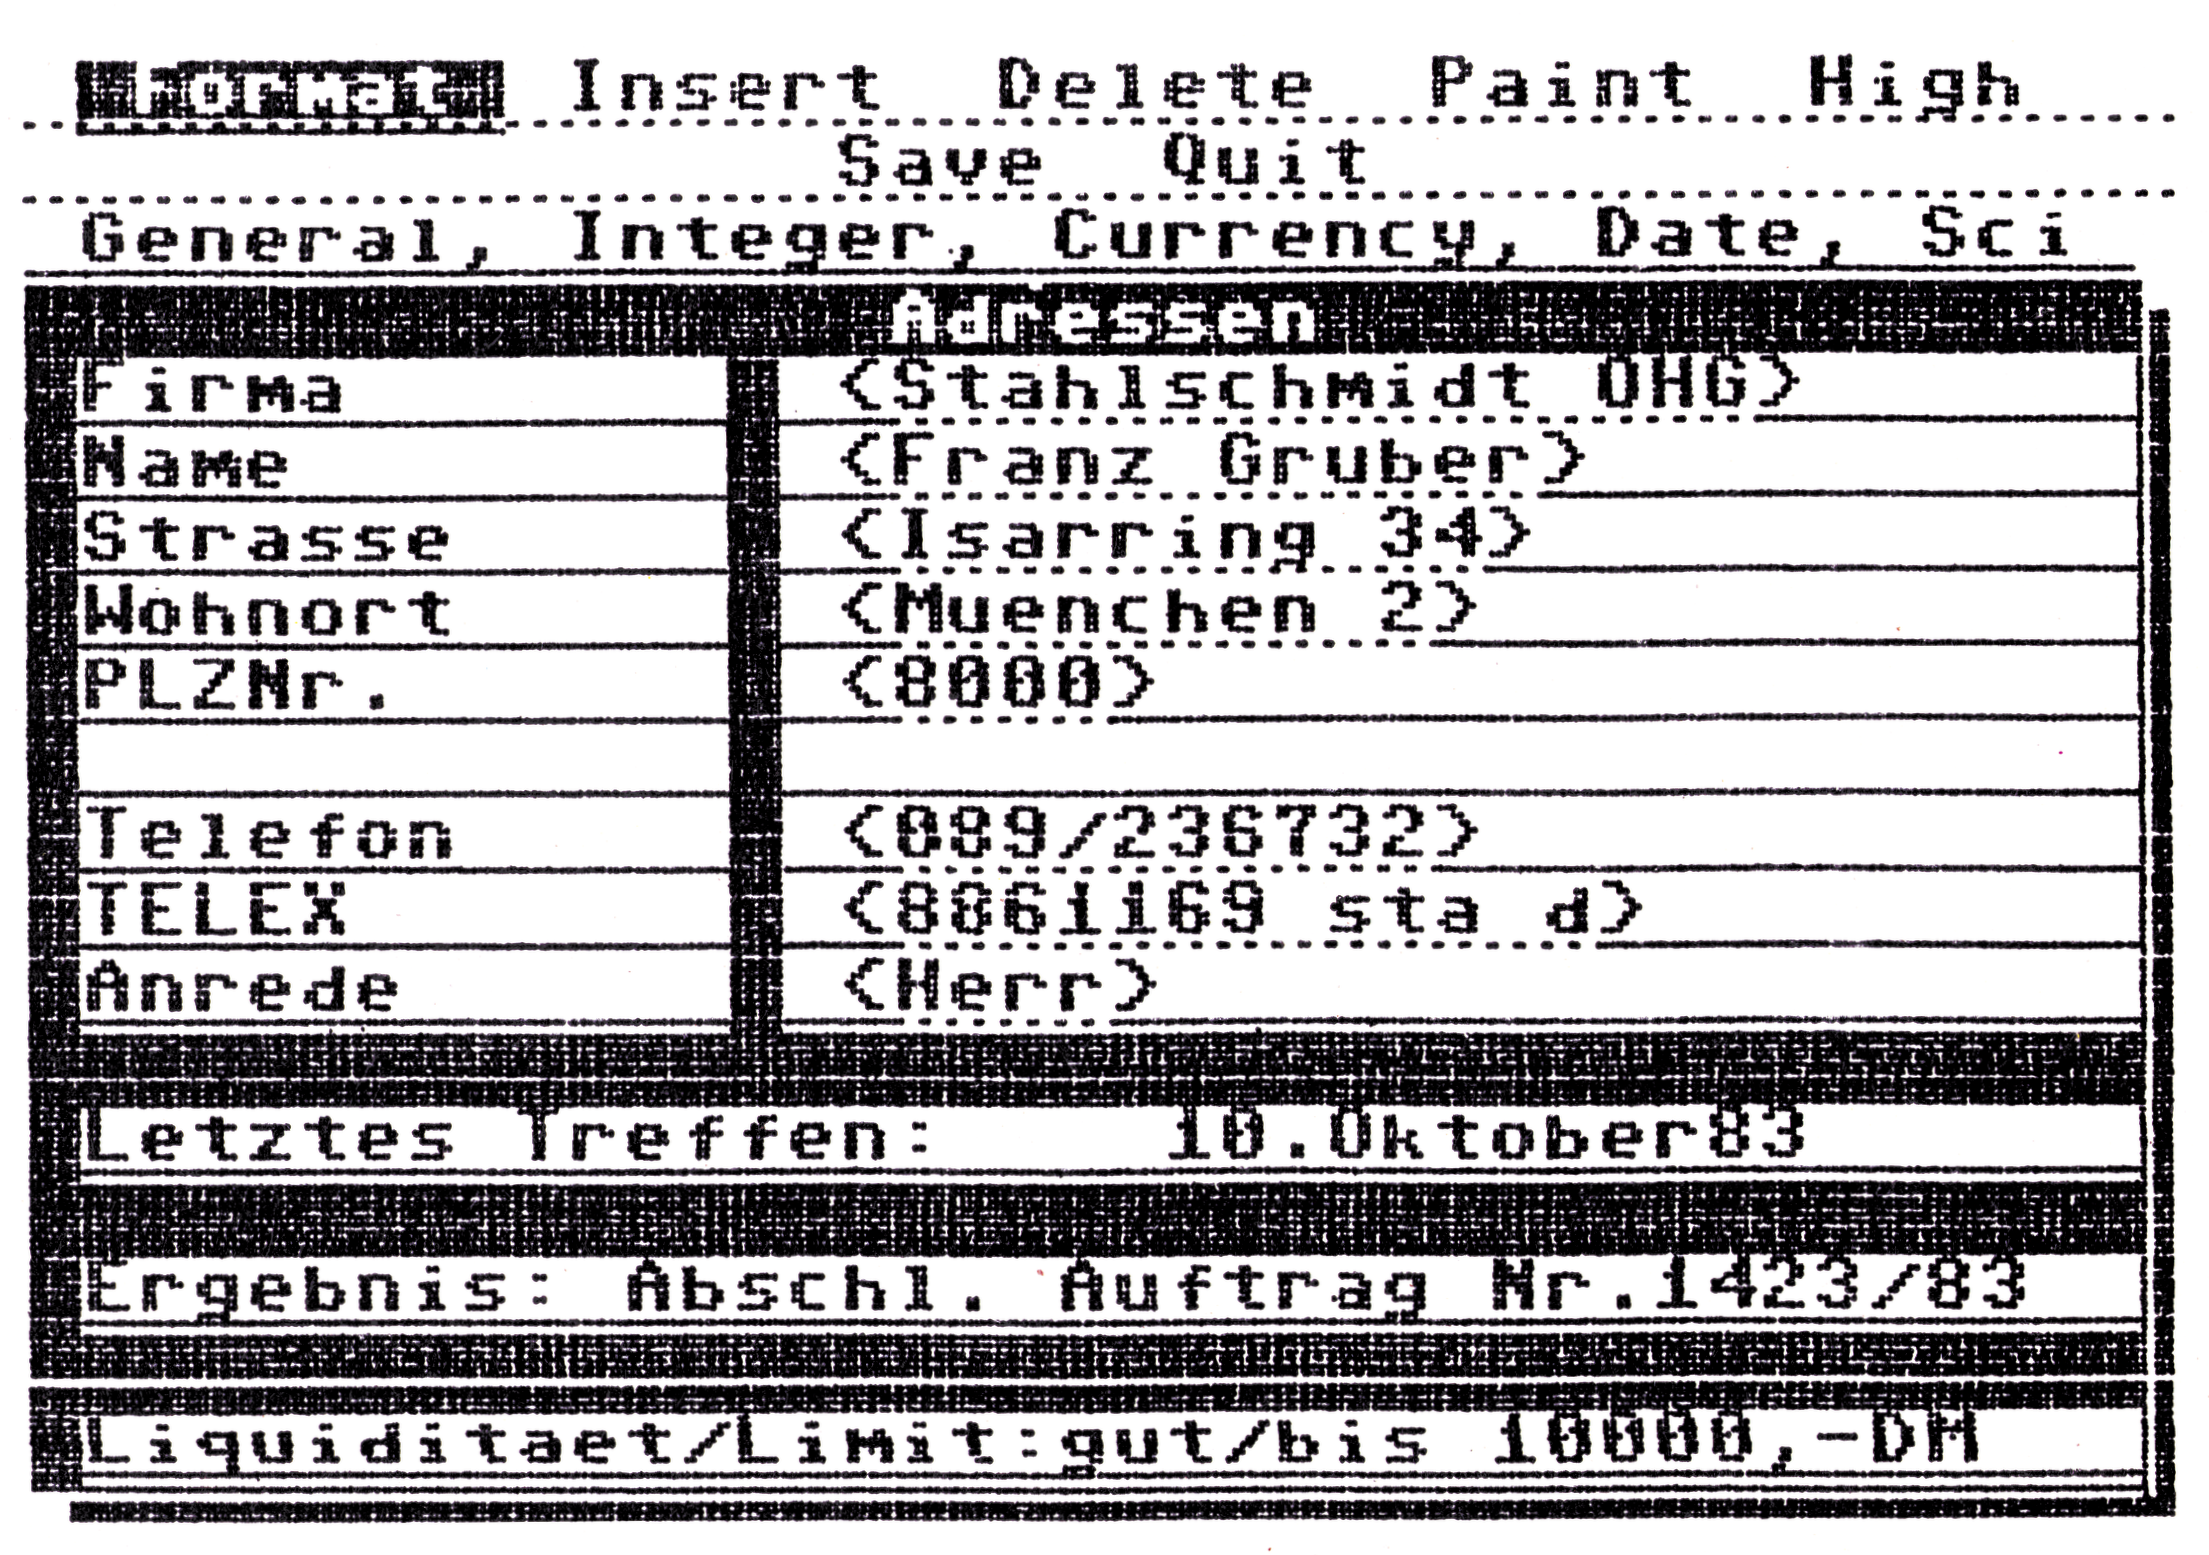 Format Insert Delete Paint High
Save Quit
General, Integer, Currency, Date, Sci
Adressen
Firma <Stahlschmidt OHG>
Name <Franz Gruber>
Strasse <Isarring 34>
Wohnort <Muenchen 2>
PLZNr. <8000>
Telefon <089/236732>
TELEX <8061169 sta d>
Anrede <Herr>
Letztes Treffen: 10.Oktober83
Ergebnis: Abschl. Auftrag Nr.1423/83
Liquiditaet/Limit:gut/bis 10000,-DM